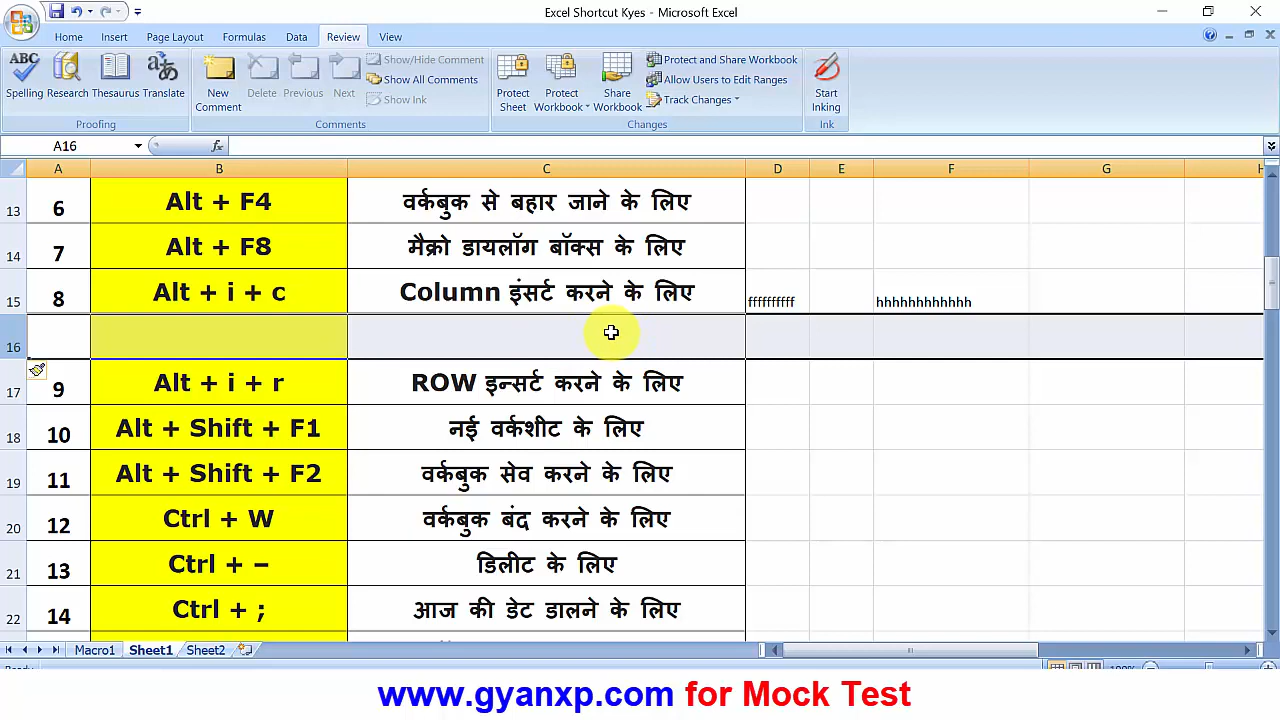 Excel Shortcut Kyes - Microsoft Excel
Home Insert Page Layout Formulas Data Review View
ABC
Spelling Research Thesaurus Translate
Proofing
New Comment Delete Previous Next
Show/Hide Comment
Show All Comments
Show Ink
Comments
Protect Sheet Protect Workbook Share Workbook
Protect and Share Workbook
Allow Users to Edit Ranges
Track Changes
Changes
Start Inking
Ink
A16 fx
A B C D E F G H
13 6 Alt + F4 वर्कबुक से बहार जाने के लिए
14 7 Alt + F8 मैक्रो डायलॉग बॉक्स के लिए
15 8 Alt + i + c Column इंसर्ट करने के लिए ffffffffff hhhhhhhhhhhh
16
17 9 Alt + i + r ROW इन्सर्ट करने के लिए
18 10 Alt + Shift + F1 नई वर्कशीट के लिए
19 11 Alt + Shift + F2 वर्कबुक सेव करने के लिए
20 12 Ctrl + W वर्कबुक बंद करने के लिए
21 13 Ctrl + – डिलीट के लिए
22 14 Ctrl + ; आज की डेट डालने के लिए
Macro1 Sheet1 Sheet2
www.gyanxp.com for Mock Test